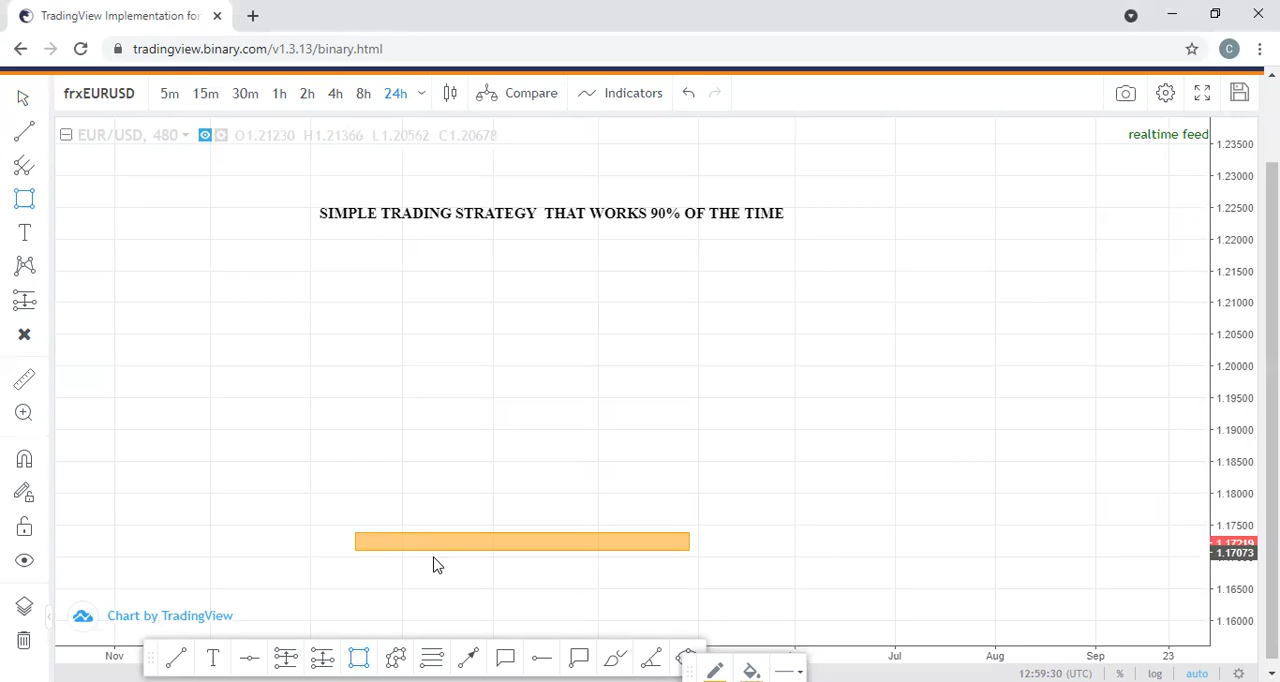 TradingView Implementation for
tradingview.binary.com/v1.3.13/binary.html
C
frxEURUSD 5m 15m 30m 1h 2h 4h 8h 24h Compare Indicators
EUR/USD, 480 O1.21230 H1.21366 L1.20562 C1.20678
realtime feed
SIMPLE TRADING STRATEGY THAT WORKS 90% OF THE TIME
1.23500
1.23000
1.22500
1.22000
1.21500
1.21000
1.20500
1.20000
1.19500
1.19000
1.18500
1.18000
1.17500
1.17219
1.17073
1.16500
1.16000
Chart by TradingView
Nov Jul Aug Sep 23
12:59:30 (UTC) % log auto